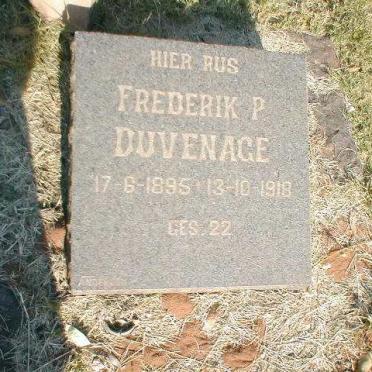 HIER RUS
FREDERIK P
DUVENAGE
17-6-1895 13-10-1918
GES. 22